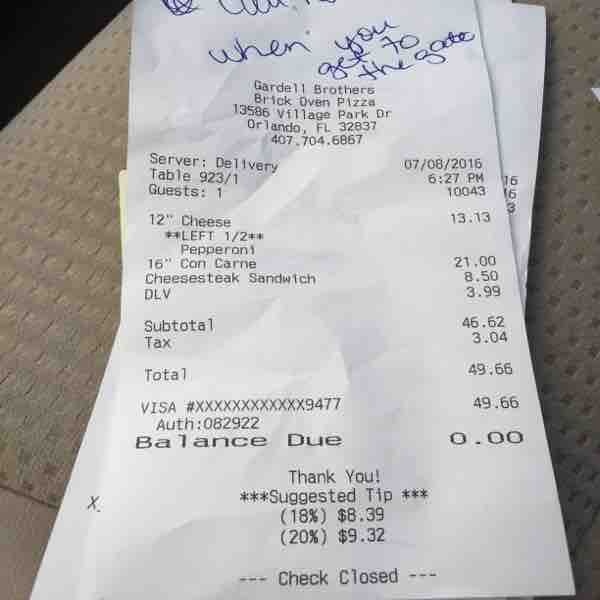 when you
get to
the gate
Gardell Brothers
Brick Oven Pizza
13586 Village Park Dr
Orlando, FL 32837
407.704.6867
Server: Delivery 07/08/2016
Table 923/1 6:27 PM
Guests: 1 10043
12" Cheese 13.13
**LEFT 1/2**
Pepperoni
16" Con Carne 21.00
Cheesesteak Sandwich 8.50
DLV 3.99
Subtotal 46.62
Tax 3.04
Total 49.66
VISA #XXXXXXXXXXXX9477 49.66
Auth:082922
Balance Due 0.00
Thank You!
***Suggested Tip ***
(18%) $8.39
(20%) $9.32
--- Check Closed ---
16
6
3
X